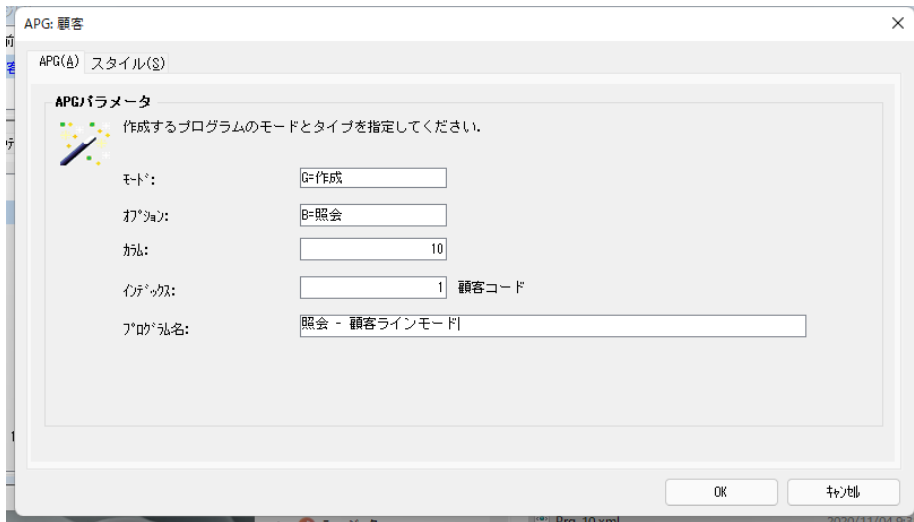 APG: 顧客
APG(A) スタイル(S)
APGパラメータ
作成するプログラムのモードとタイプを指定してください.
ﾓｰﾄﾞ: G=作成
ｵﾌﾟｼｮﾝ: B=照会
ｶﾗﾑ: 10
ｲﾝﾃﾞｯｸｽ: 1 顧客コード
ﾌﾟﾛｸﾞﾗﾑ名: 照会 - 顧客ラインモード
OK ｷｬﾝｾﾙ